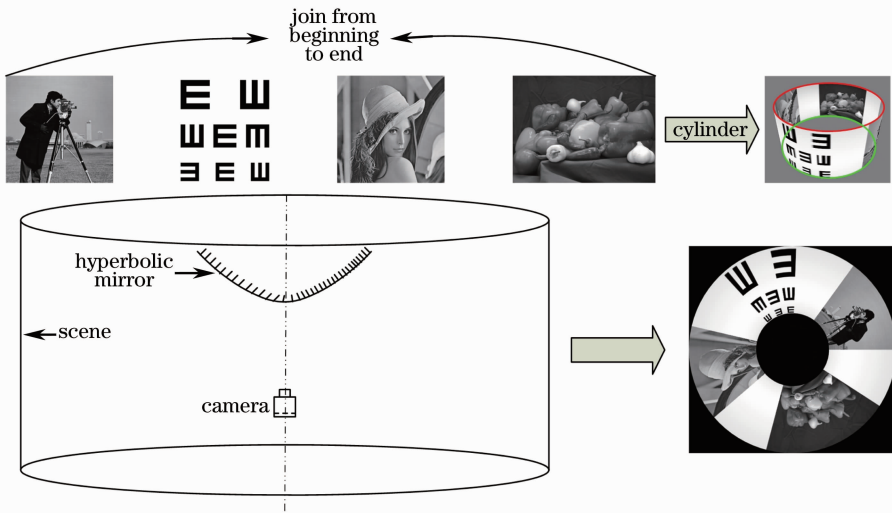 join from
beginning
to end
E Ш
Ш E M
M E Ш
cylinder
hyperbolic
mirror
scene
camera